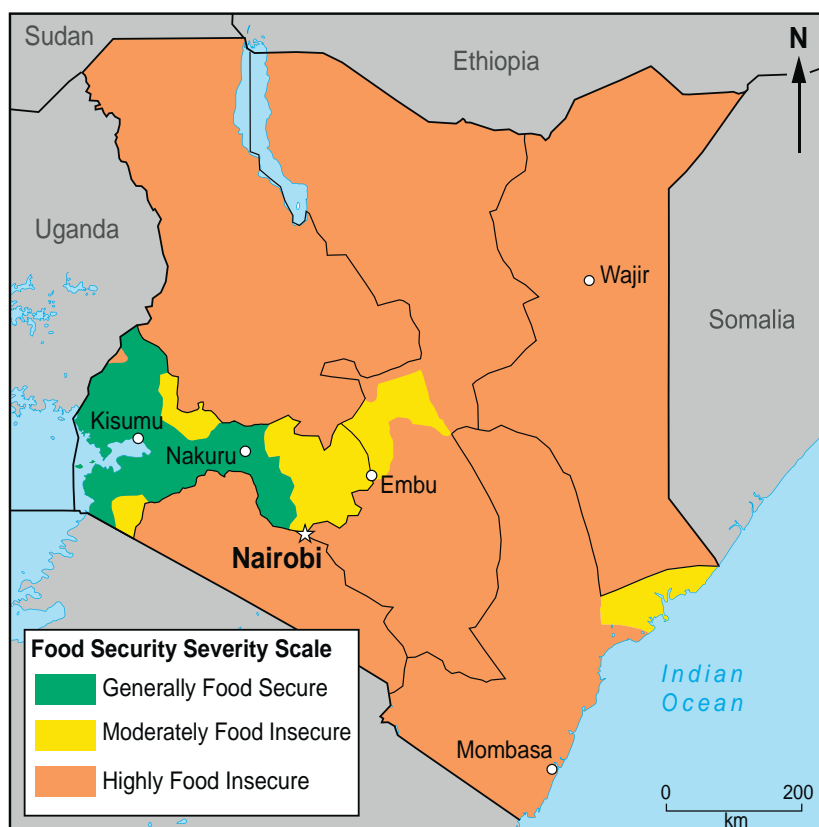 Sudan
Ethiopia
N
Uganda
Wajir
Somalia
Kisumu
Nakuru
Embu
Nairobi
Food Security Severity Scale
Generally Food Secure
Moderately Food Insecure
Highly Food Insecure
Indian
Ocean
Mombasa
0 200
km